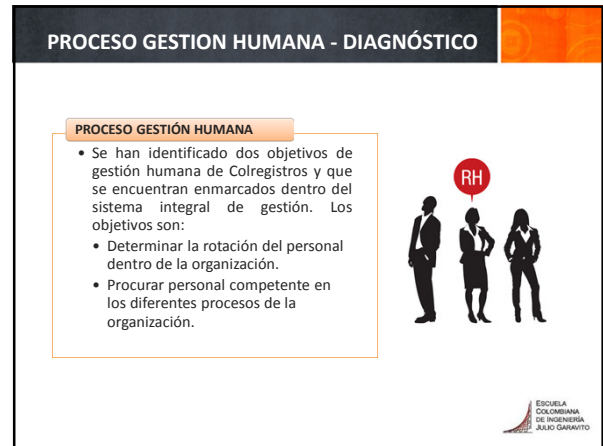 PROCESO GESTION HUMANA - DIAGNÓSTICO
PROCESO GESTIÓN HUMANA
• Se han identificado dos objetivos de
gestión humana de Colregistros y que
se encuentran enmarcados dentro del
sistema integral de gestión. Los
objetivos son:
• Determinar la rotación del personal
dentro de la organización.
• Procurar personal competente en
los diferentes procesos de la
organización.
RH
ESCUELA
COLOMBIANA
DE INGENIERÍA
JULIO GARAVITO